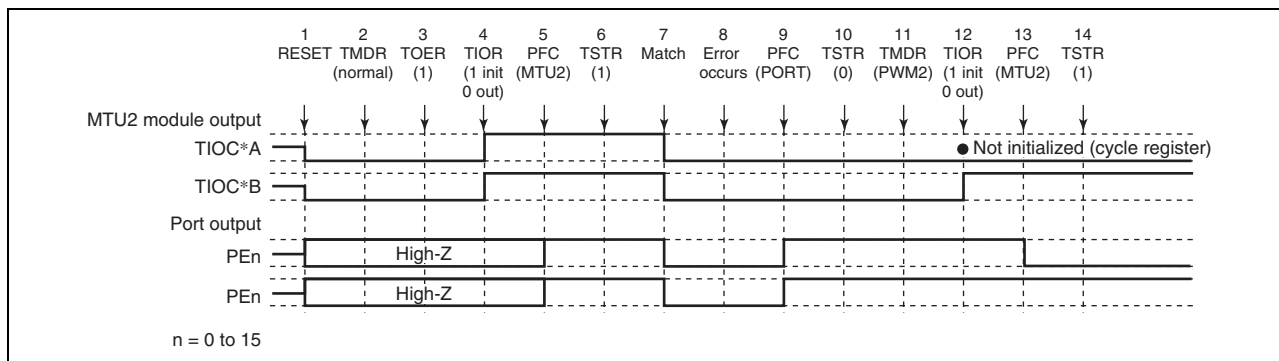 1 2 3 4 5 6 7 8 9 10 11 12 13 14
RESET TMDR TOER TIOR PFC TSTR Match Error PFC TSTR TMDR TIOR PFC TSTR
(normal) (1) (1 init (MTU2) (1) occurs (PORT) (0) (PWM2) (1 init (MTU2) (1)
0 out) 0 out)
MTU2 module output
TIOC*A
● Not initialized (cycle register)
TIOC*B
Port output
PEn High-Z
PEn High-Z
n = 0 to 15